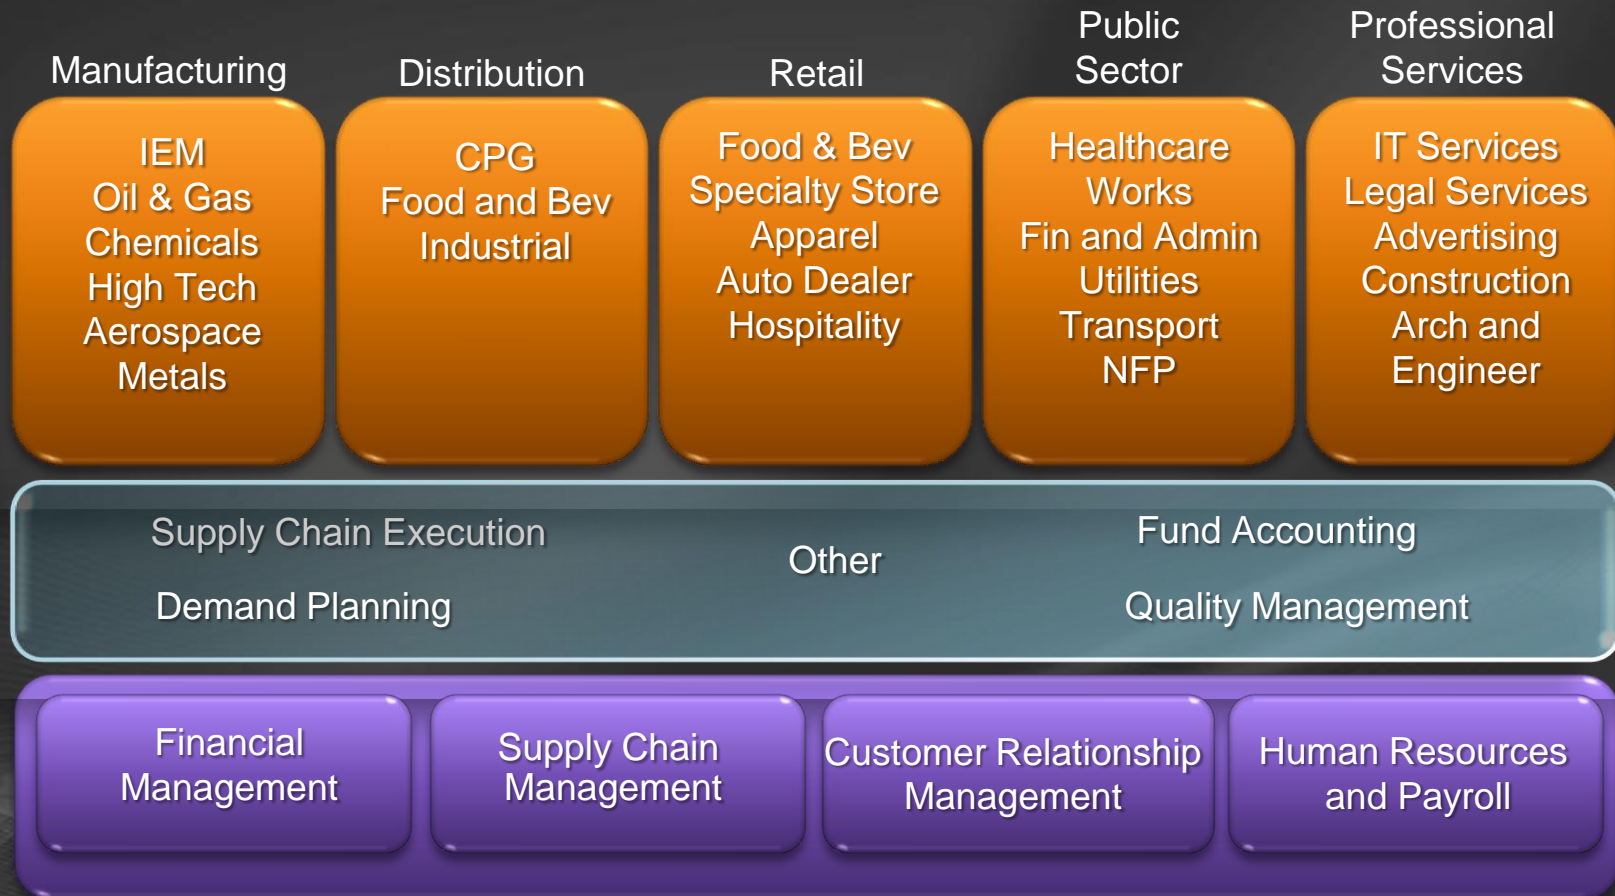 Manufacturing
Distribution
Retail
Public
Sector
Professional
Services
IEM
Oil & Gas
Chemicals
High Tech
Aerospace
Metals
CPG
Food and Bev
Industrial
Food & Bev
Specialty Store
Apparel
Auto Dealer
Hospitality
Healthcare
Works
Fin and Admin
Utilities
Transport
NFP
IT Services
Legal Services
Advertising
Construction
Arch and
Engineer
Supply Chain Execution
Demand Planning
Other
Fund Accounting
Quality Management
Financial
Management
Supply Chain
Management
Customer Relationship
Management
Human Resources
and Payroll